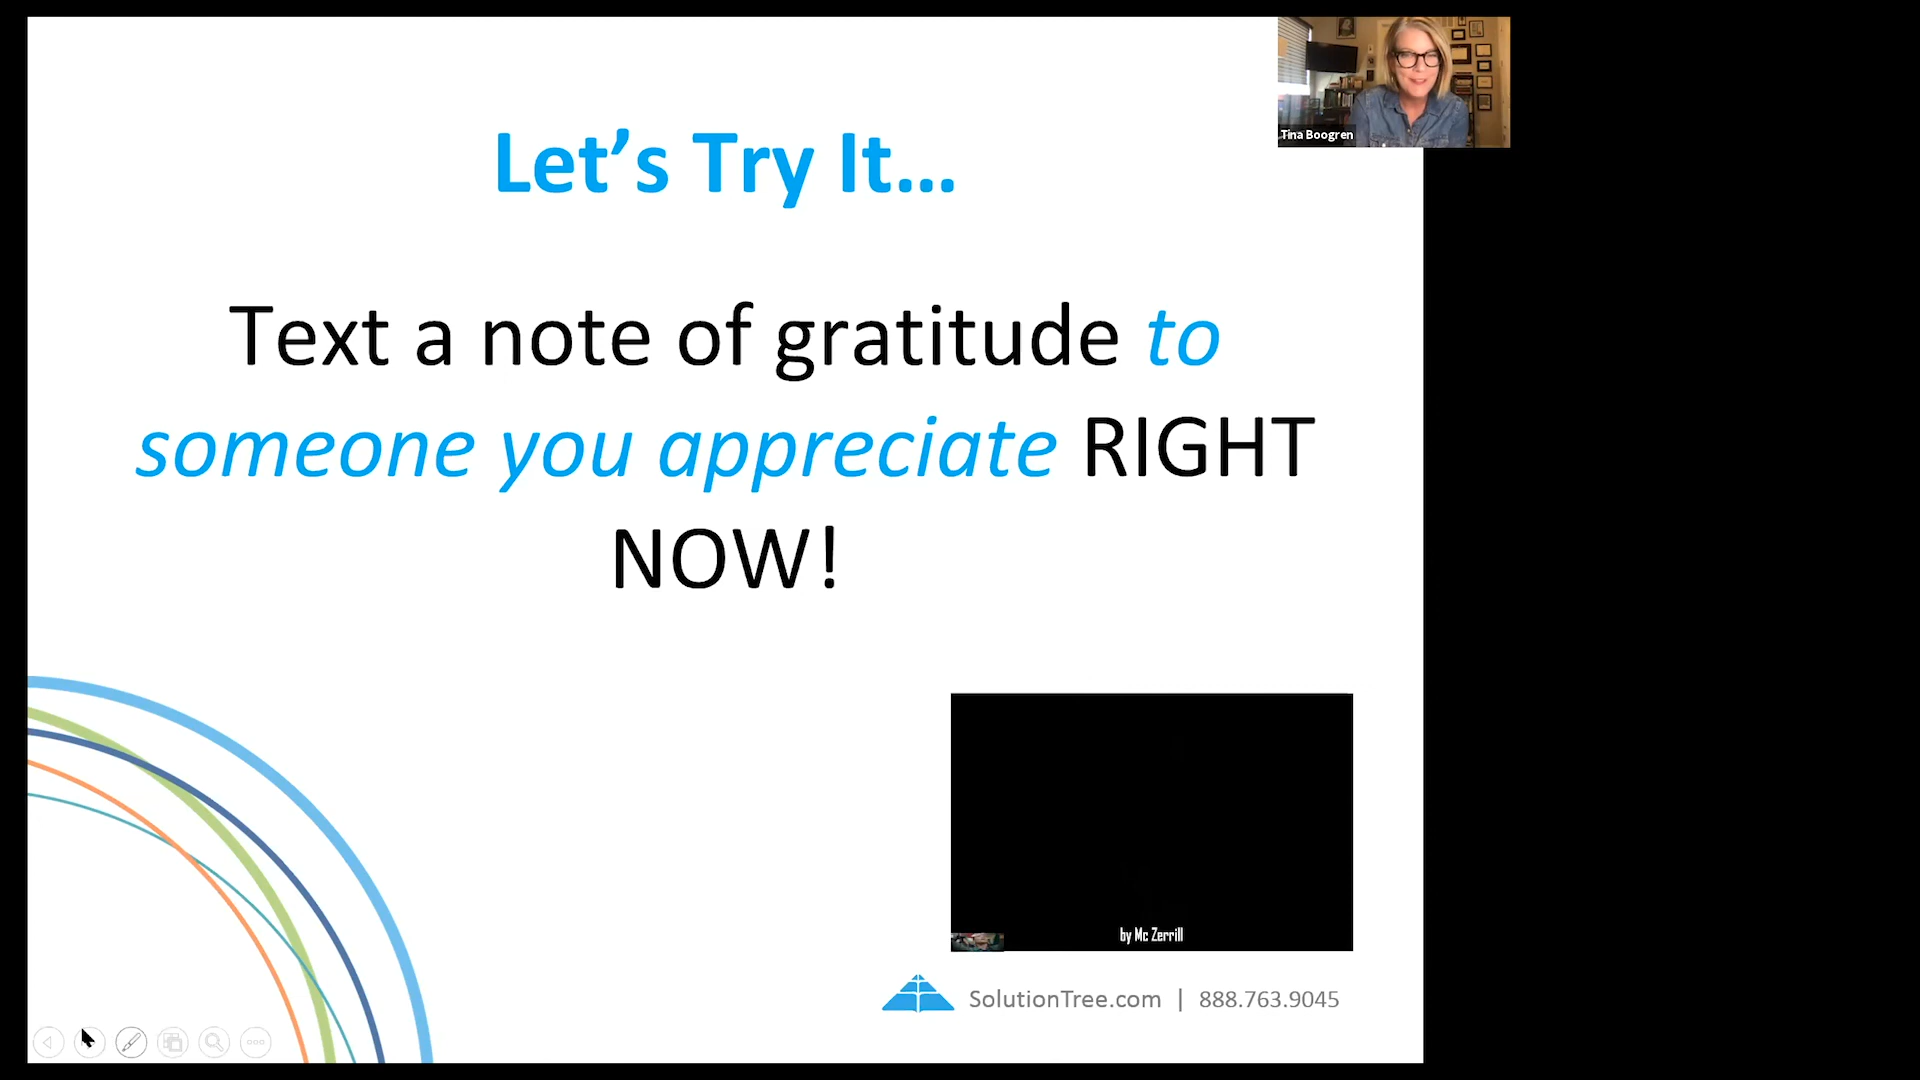 Tina Boogren
Let's Try It...
Text a note of gratitude to
someone you appreciate RIGHT
NOW!
by Mc Zerrill
SolutionTree.com | 888.763.9045